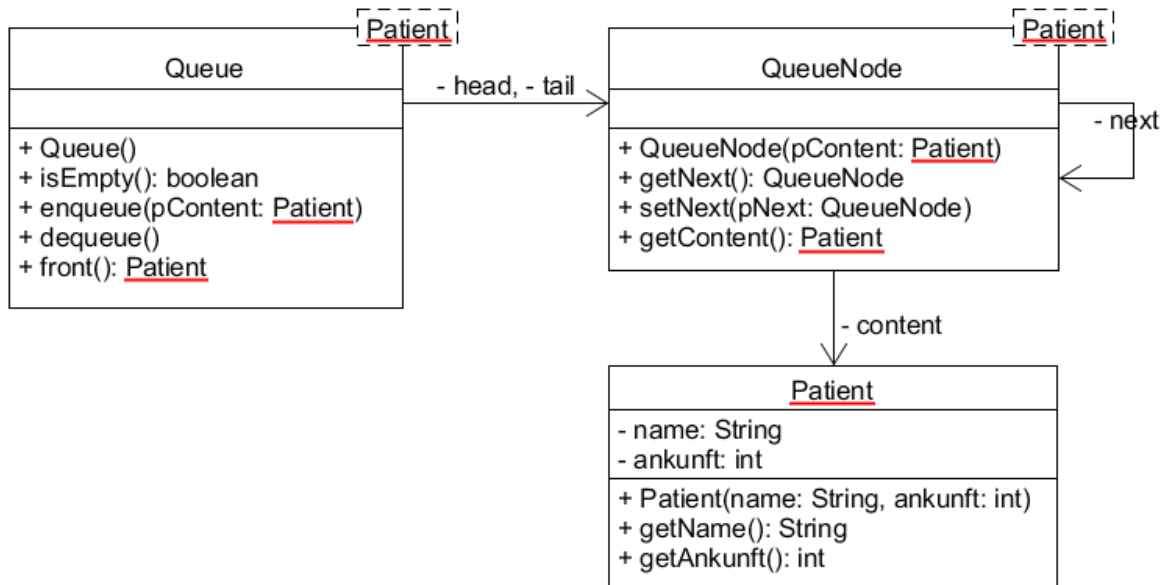 Patient
Queue
+ Queue()
+ isEmpty(): boolean
+ enqueue(pContent: Patient)
+ dequeue()
+ front(): Patient
- head, - tail
Patient
QueueNode
+ QueueNode(pContent: Patient)
+ getNext(): QueueNode
+ setNext(pNext: QueueNode)
+ getContent(): Patient
- next
- content
Patient
- name: String
- ankunft: int
+ Patient(name: String, ankunft: int)
+ getName(): String
+ getAnkunft(): int